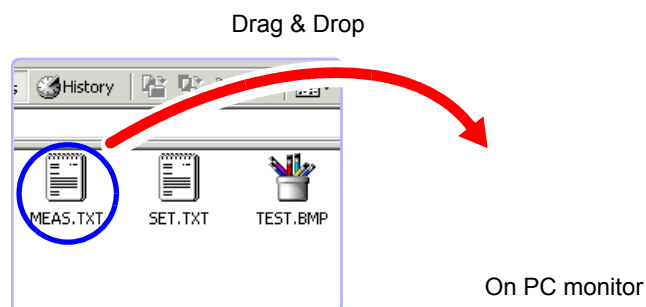 Drag & Drop
History
MEAS.TXT
SET.TXT
TEST.BMP
On PC monitor